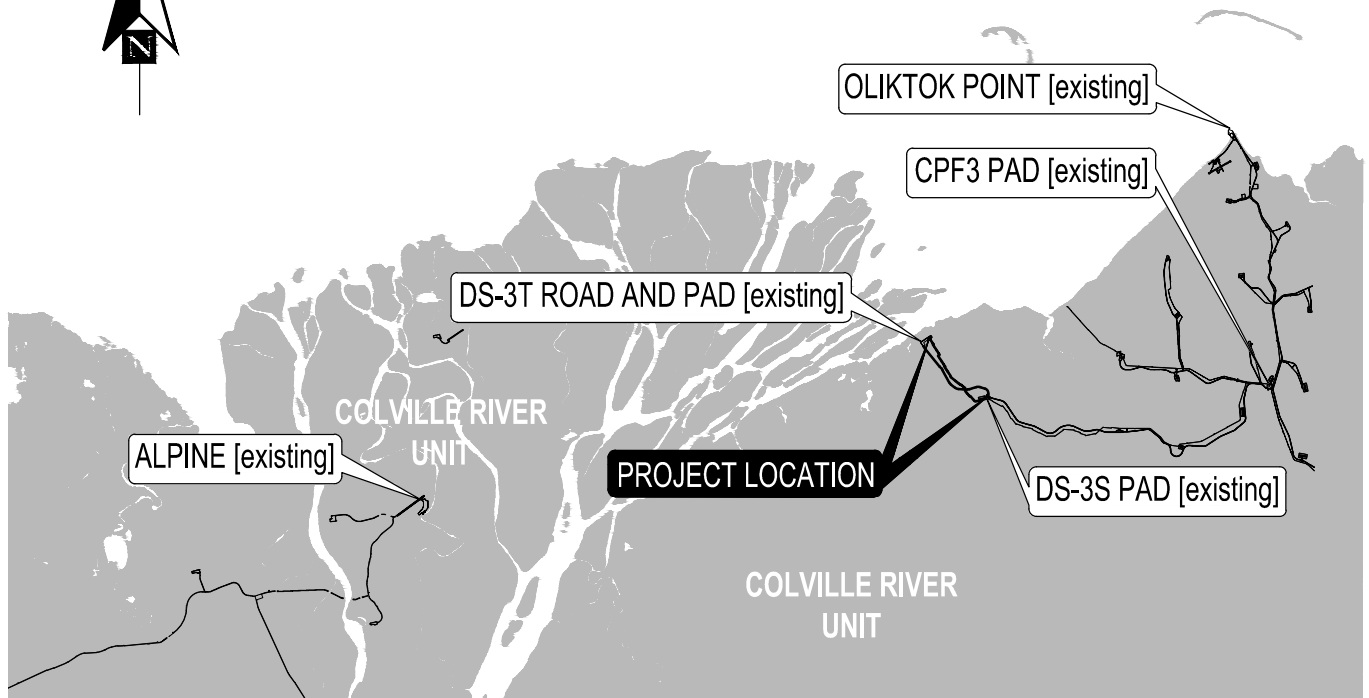 N
OLIKTOK POINT [existing]
CPF3 PAD [existing]
DS-3T ROAD AND PAD [existing]
COLVILLE RIVER
UNIT
ALPINE [existing]
PROJECT LOCATION
DS-3S PAD [existing]
COLVILLE RIVER
UNIT